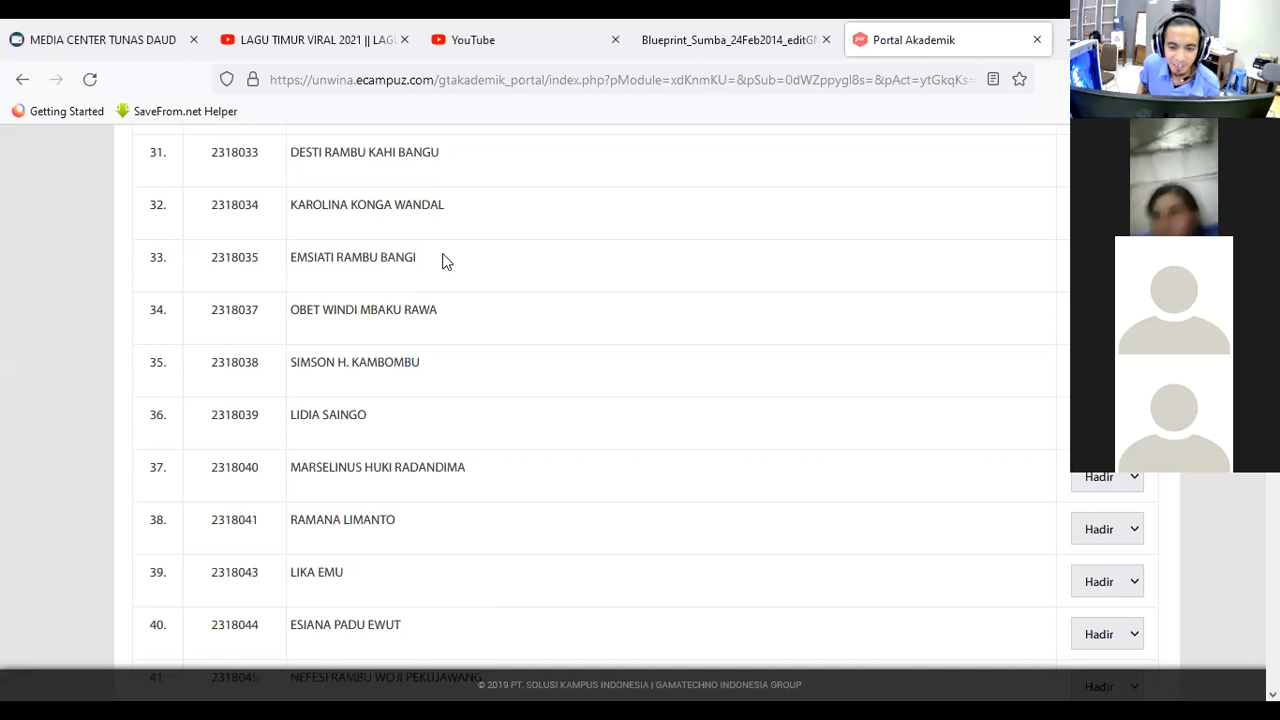 MEDIA CENTER TUNAS DAUD
LAGU TIMUR VIRAL 2021 || LAGU
YouTube
Blueprint_Sumba_24Feb2014_edit
Portal Akademik
https://unwina.ecampuz.com/gtakademik_portal/index.php?pModule=xdKnmKU=&pSub=0dWZppygl8s=&pAct=ytGkqKs=
Getting Started
SaveFrom.net Helper
31. 2318033 DESTI RAMBU KAHI BANGU
32. 2318034 KAROLINA KONGA WANDAL
33. 2318035 EMSIATI RAMBU BANGI
34. 2318037 OBET WINDI MBAKU RAWA
35. 2318038 SIMSON H. KAMBOMBU
36. 2318039 LIDIA SAINGO
37. 2318040 MARSELINUS HUKI RADANDIMA Hadir
38. 2318041 RAMANA LIMANTO Hadir
39. 2318043 LIKA EMU Hadir
40. 2318044 ESIANA PADU EWUT Hadir
41. 2318045 NEFESI RAMBU WOJI PEKUJAWANG Hadir
© 2019 PT. SOLUSI KAMPUS INDONESIA | GAMATECHNO INDONESIA GROUP